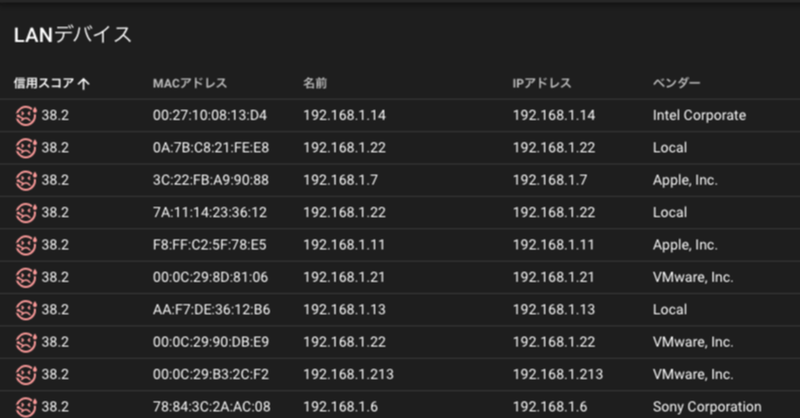 LANデバイス
信用スコア↑ MACアドレス 名前 IPアドレス ベンダー
38.2 00:27:10:08:13:D4 192.168.1.14 192.168.1.14 Intel Corporate
38.2 0A:7B:C8:21:FE:E8 192.168.1.22 192.168.1.22 Local
38.2 3C:22:FB:A9:90:88 192.168.1.7 192.168.1.7 Apple, Inc.
38.2 7A:11:14:23:36:12 192.168.1.22 192.168.1.22 Local
38.2 F8:FF:C2:5F:78:E5 192.168.1.11 192.168.1.11 Apple, Inc.
38.2 00:0C:29:8D:81:06 192.168.1.21 192.168.1.21 VMware, Inc.
38.2 AA:F7:DE:36:12:B6 192.168.1.13 192.168.1.13 Local
38.2 00:0C:29:90:DB:E9 192.168.1.22 192.168.1.22 VMware, Inc.
38.2 00:0C:29:B3:2C:F2 192.168.1.213 192.168.1.213 VMware, Inc.
38.2 78:84:3C:2A:AC:08 192.168.1.6 192.168.1.6 Sony Corporation